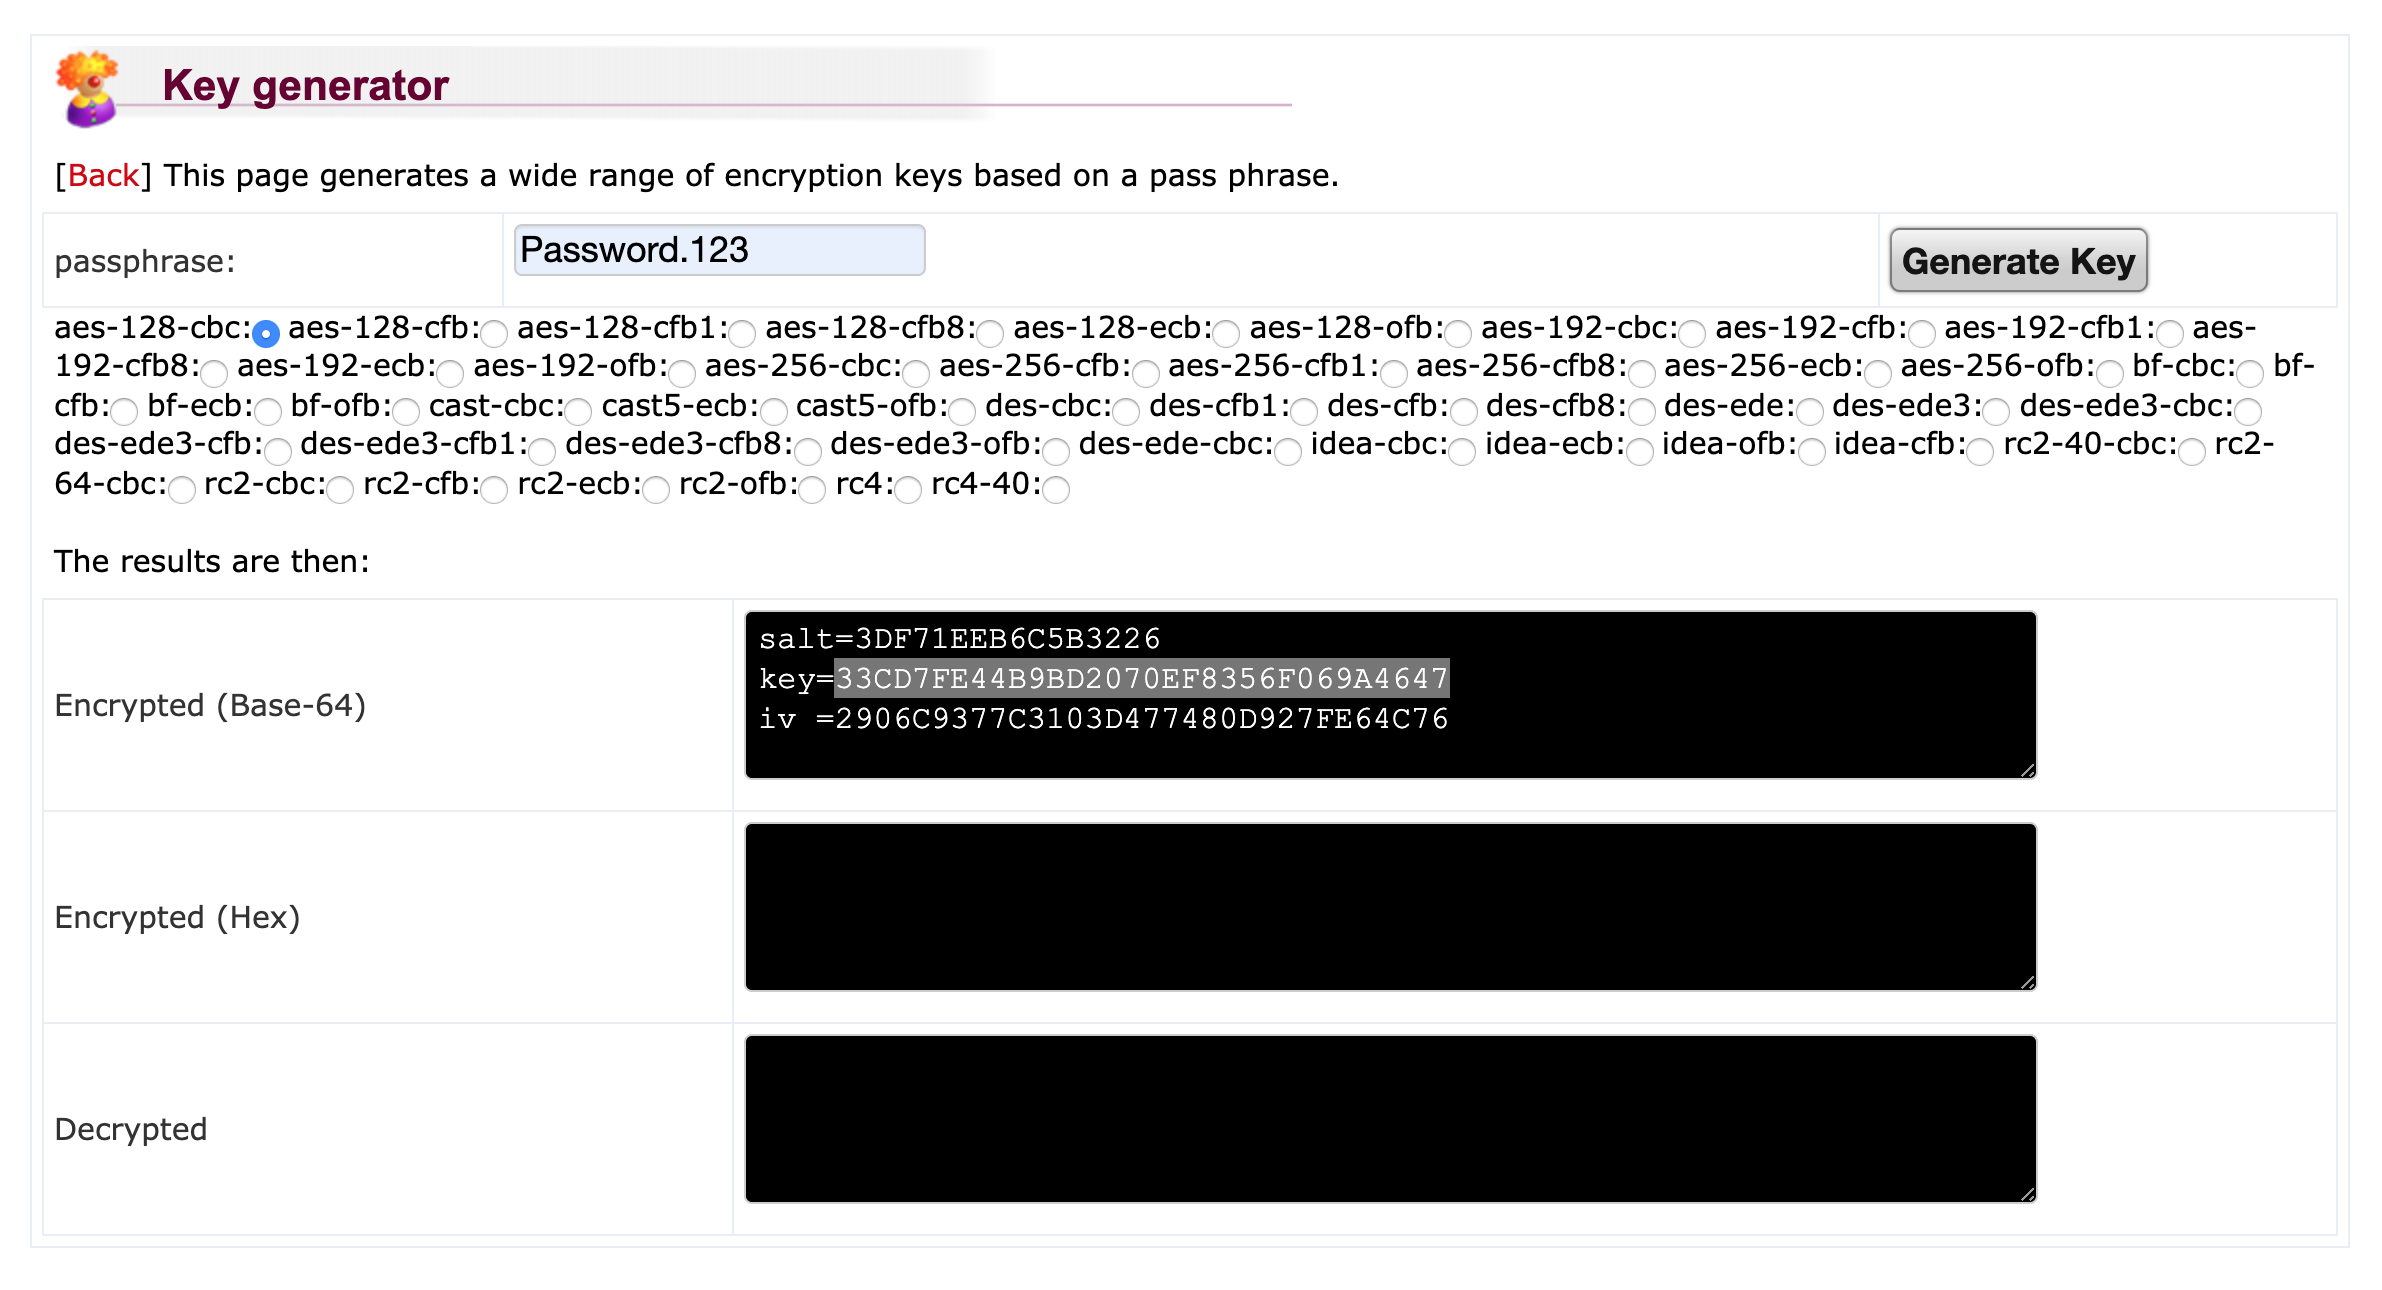 Key generator
[Back] This page generates a wide range of encryption keys based on a pass phrase.
passphrase: Password.123 Generate Key
aes-128-cbc: aes-128-cfb: aes-128-cfb1: aes-128-cfb8: aes-128-ecb: aes-128-ofb: aes-192-cbc: aes-192-cfb: aes-192-cfb1: aes-
192-cfb8: aes-192-ecb: aes-192-ofb: aes-256-cbc: aes-256-cfb: aes-256-cfb1: aes-256-cfb8: aes-256-ecb: aes-256-ofb: bf-cbc: bf-
cfb: bf-ecb: bf-ofb: cast-cbc: cast5-ecb: cast5-ofb: des-cbc: des-cfb1: des-cfb: des-cfb8: des-ede: des-ede3: des-ede3-cbc:
des-ede3-cfb: des-ede3-cfb1: des-ede3-cfb8: des-ede3-ofb: des-ede-cbc: idea-cbc: idea-ecb: idea-ofb: idea-cfb: rc2-40-cbc: rc2-
64-cbc: rc2-cbc: rc2-cfb: rc2-ecb: rc2-ofb: rc4: rc4-40:
The results are then:
Encrypted (Base-64)
salt=3DF71EEB6C5B3226
key=33CD7FE44B9BD2070EF8356F069A4647
iv =2906C9377C3103D477480D927FE64C76
Encrypted (Hex)
Decrypted